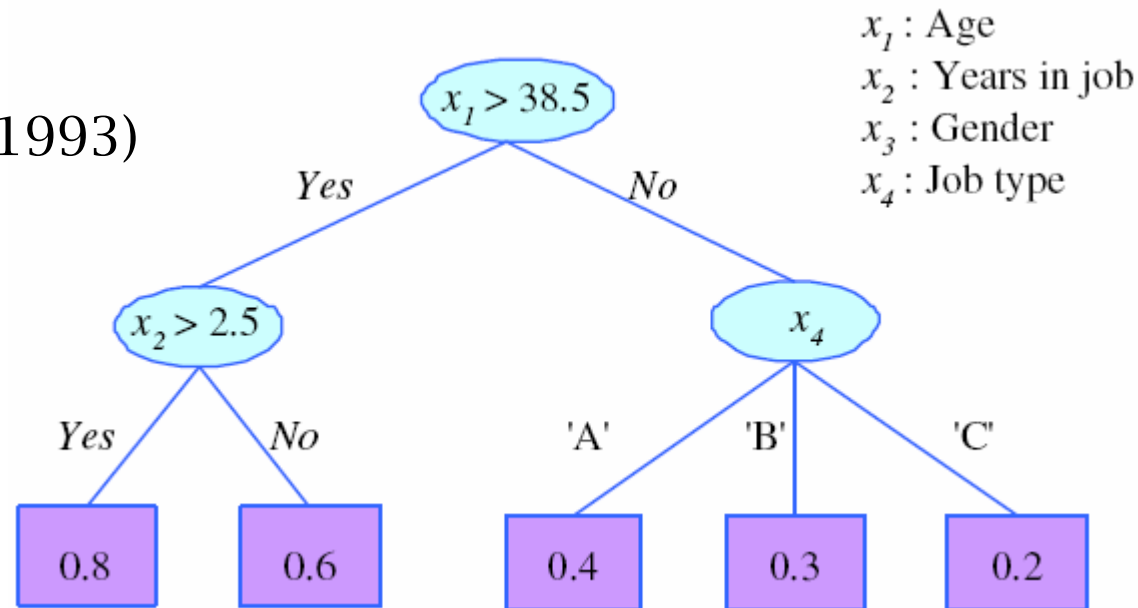 x1 : Age
x2 : Years in job
x3 : Gender
x4 : Job type
1993)
x1 > 38.5
Yes
No
x2 > 2.5
x4
Yes
No
'A'
'B'
'C'
0.8
0.6
0.4
0.3
0.2